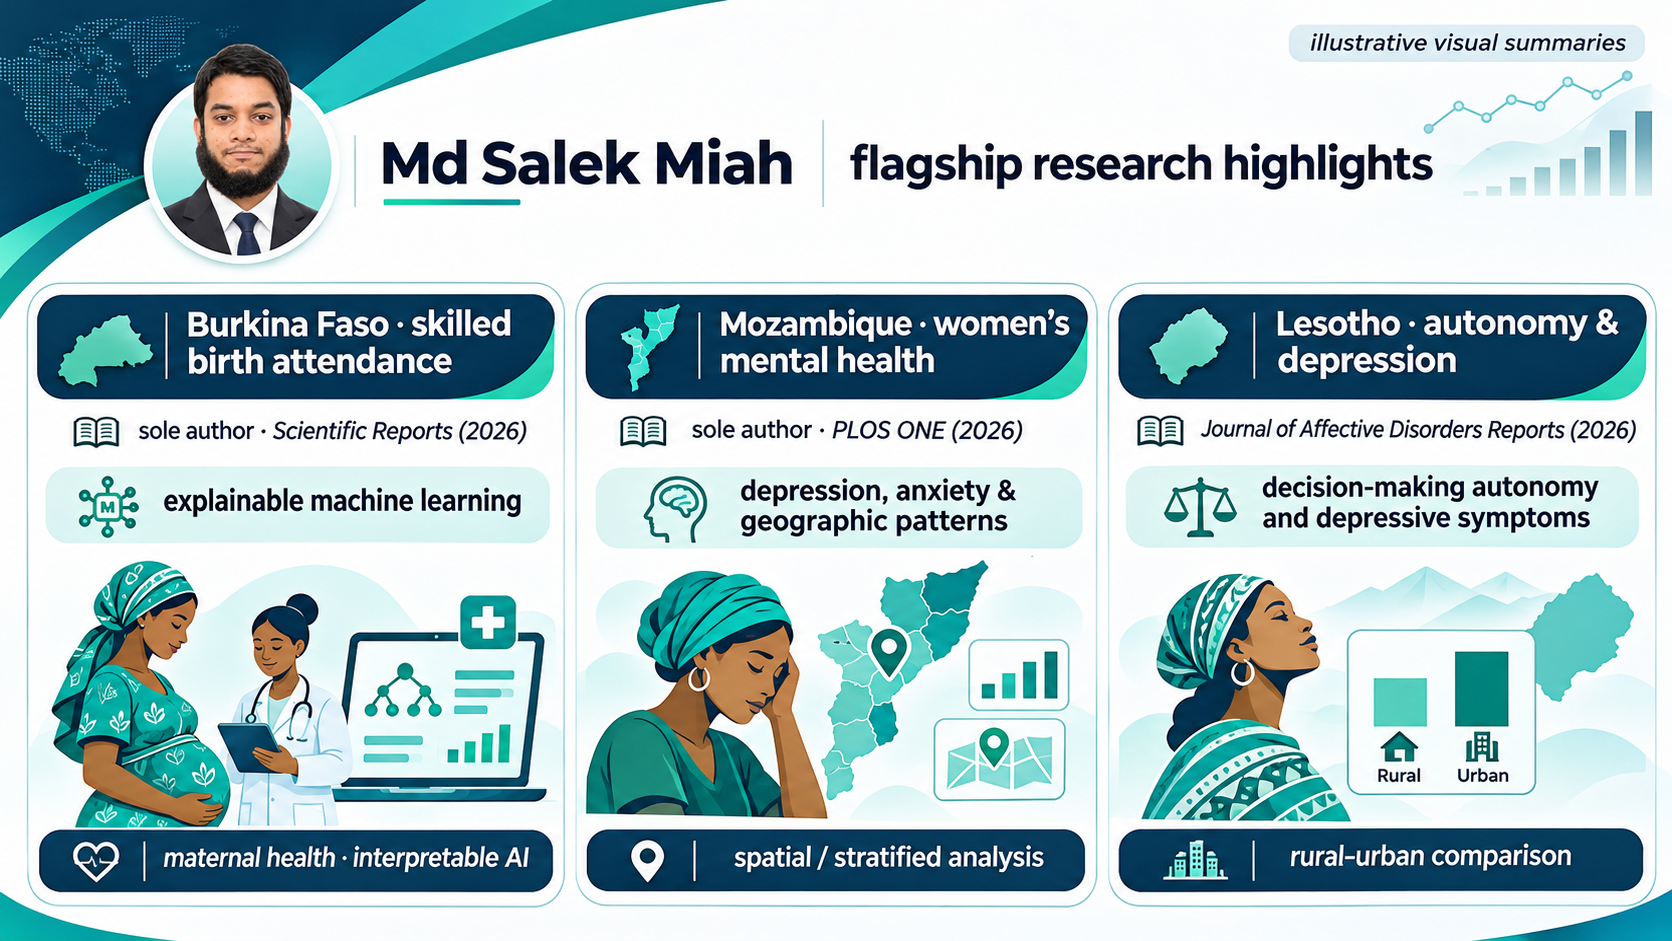 illustrative visual summaries
Md Salek Miah
flagship research highlights
Burkina Faso · skilled
birth attendance
sole author · Scientific Reports (2026)
explainable machine learning
M
maternal health · interpretable AI
Mozambique · women's
mental health
sole author · PLOS ONE (2026)
depression, anxiety &
geographic patterns
spatial / stratified analysis
Lesotho · autonomy &
depression
Journal of Affective Disorders Reports (2026)
decision-making autonomy
and depressive symptoms
Rural
Urban
rural–urban comparison